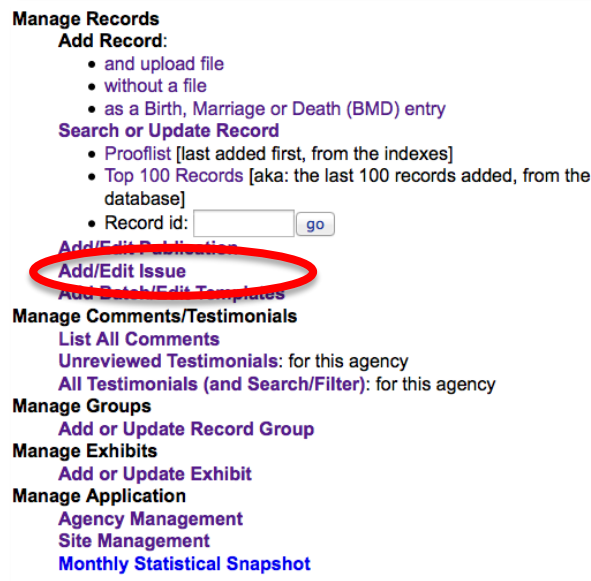 Manage Records
Add Record:
• and upload file
• without a file
• as a Birth, Marriage or Death (BMD) entry
Search or Update Record
• Prooflist [last added first, from the indexes]
• Top 100 Records [aka: the last 100 records added, from the
database]
• Record id: go
Add/Edit Publication
Add/Edit Issue
Add Batch/Edit Templates
Manage Comments/Testimonials
List All Comments
Unreviewed Testimonials: for this agency
All Testimonials (and Search/Filter): for this agency
Manage Groups
Add or Update Record Group
Manage Exhibits
Add or Update Exhibit
Manage Application
Agency Management
Site Management
Monthly Statistical Snapshot